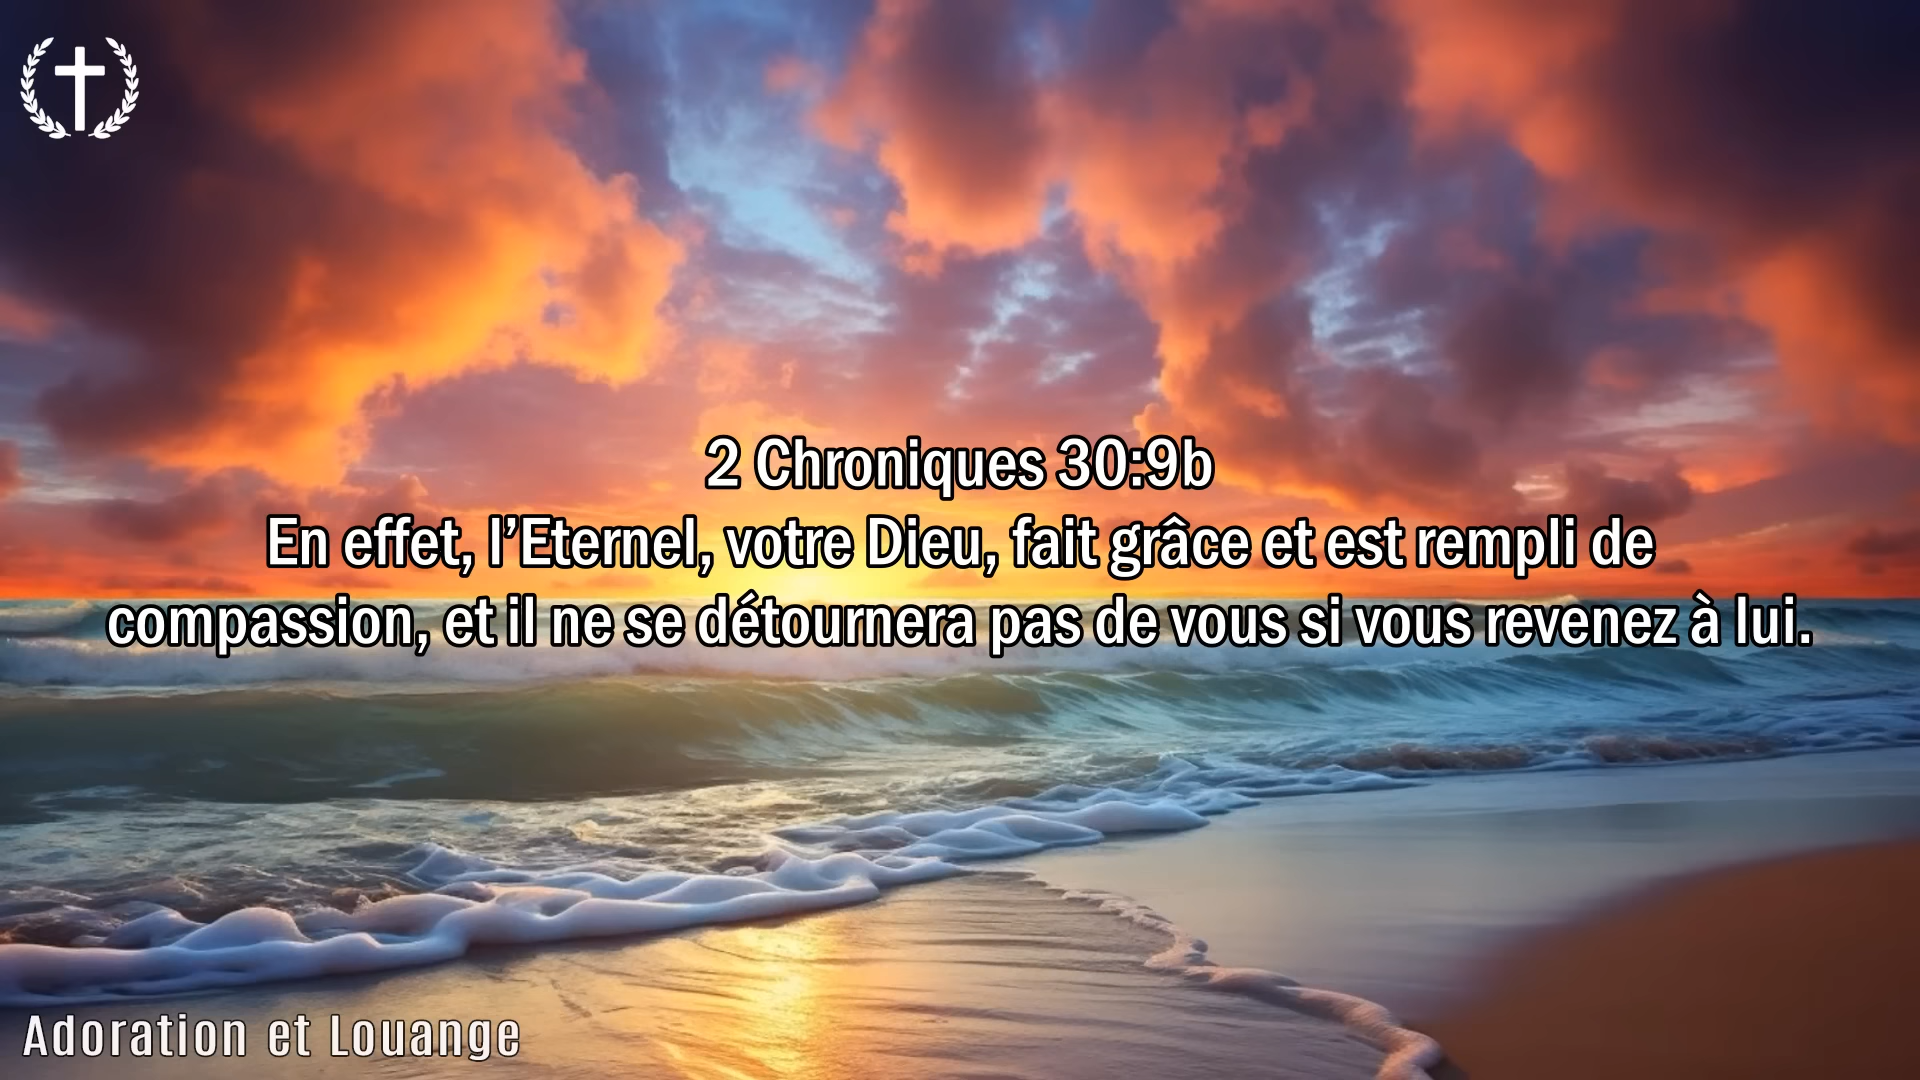 2 Chroniques 30:9b
En effet, l’Eternel, votre Dieu, fait grâce et est rempli de
compassion, et il ne se détournera pas de vous si vous revenez à lui.
Adoration et Louange